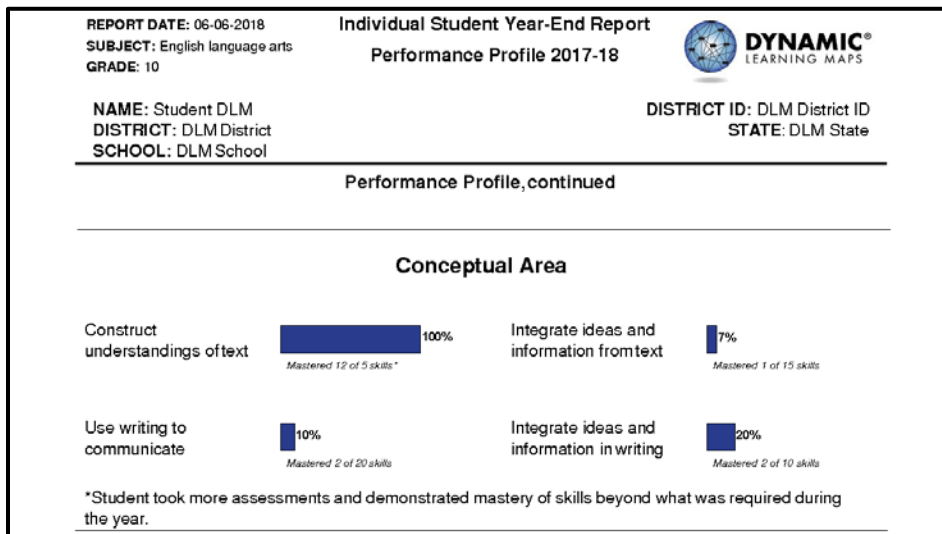 REPORT DATE: 06-06-2018
SUBJECT: English language arts
GRADE: 10
Individual Student Year-End Report
Performance Profile 2017-18
DYNAMIC®
LEARNING MAPS
NAME: Student DLM
DISTRICT: DLM District
SCHOOL: DLM School
DISTRICT ID: DLM District ID
STATE: DLM State
Performance Profile, continued
Conceptual Area
Construct
understandings of text
100%
Mastered 12 of 5 skills*
Integrate ideas and
information from text
7%
Mastered 1 of 15 skills
Use writing to
communicate
10%
Mastered 2 of 20 skills
Integrate ideas and
information in writing
20%
Mastered 2 of 10 skills
*Student took more assessments and demonstrated mastery of skills beyond what was required during
the year.